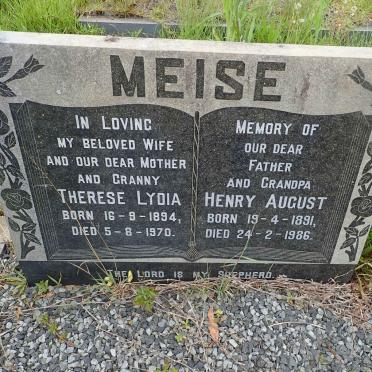 MEISE
IN LOVING
MY BELOVED WIFE
AND OUR DEAR MOTHER
AND GRANNY
THERESE LYDIA
BORN 16-9-1894,
DIED 5-8-1970.
MEMORY OF
OUR DEAR
FATHER
AND GRANDPA
HENRY AUGUST
BORN 19-4-1891,
DIED 24-2-1986.
THE LORD IS MY SHEPHERD.